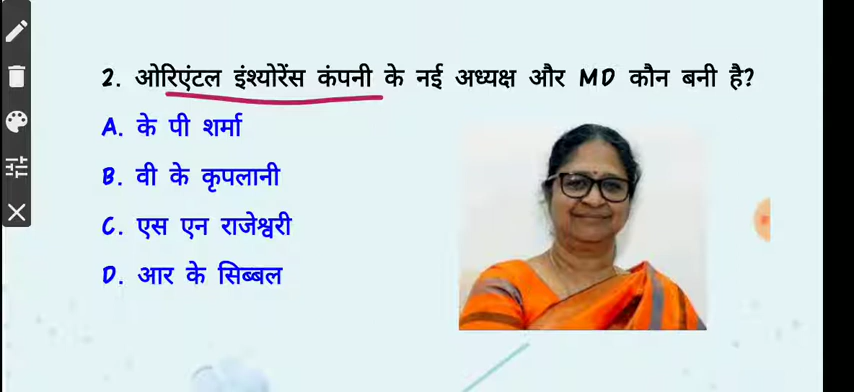 2. ओरिएंटल इंश्योरेंस कंपनी के नई अध्यक्ष और MD कौन बनी है?
A. के पी शर्मा
B. वी के कृपलानी
C. एस एन राजेश्वरी
D. आर के सिब्बल